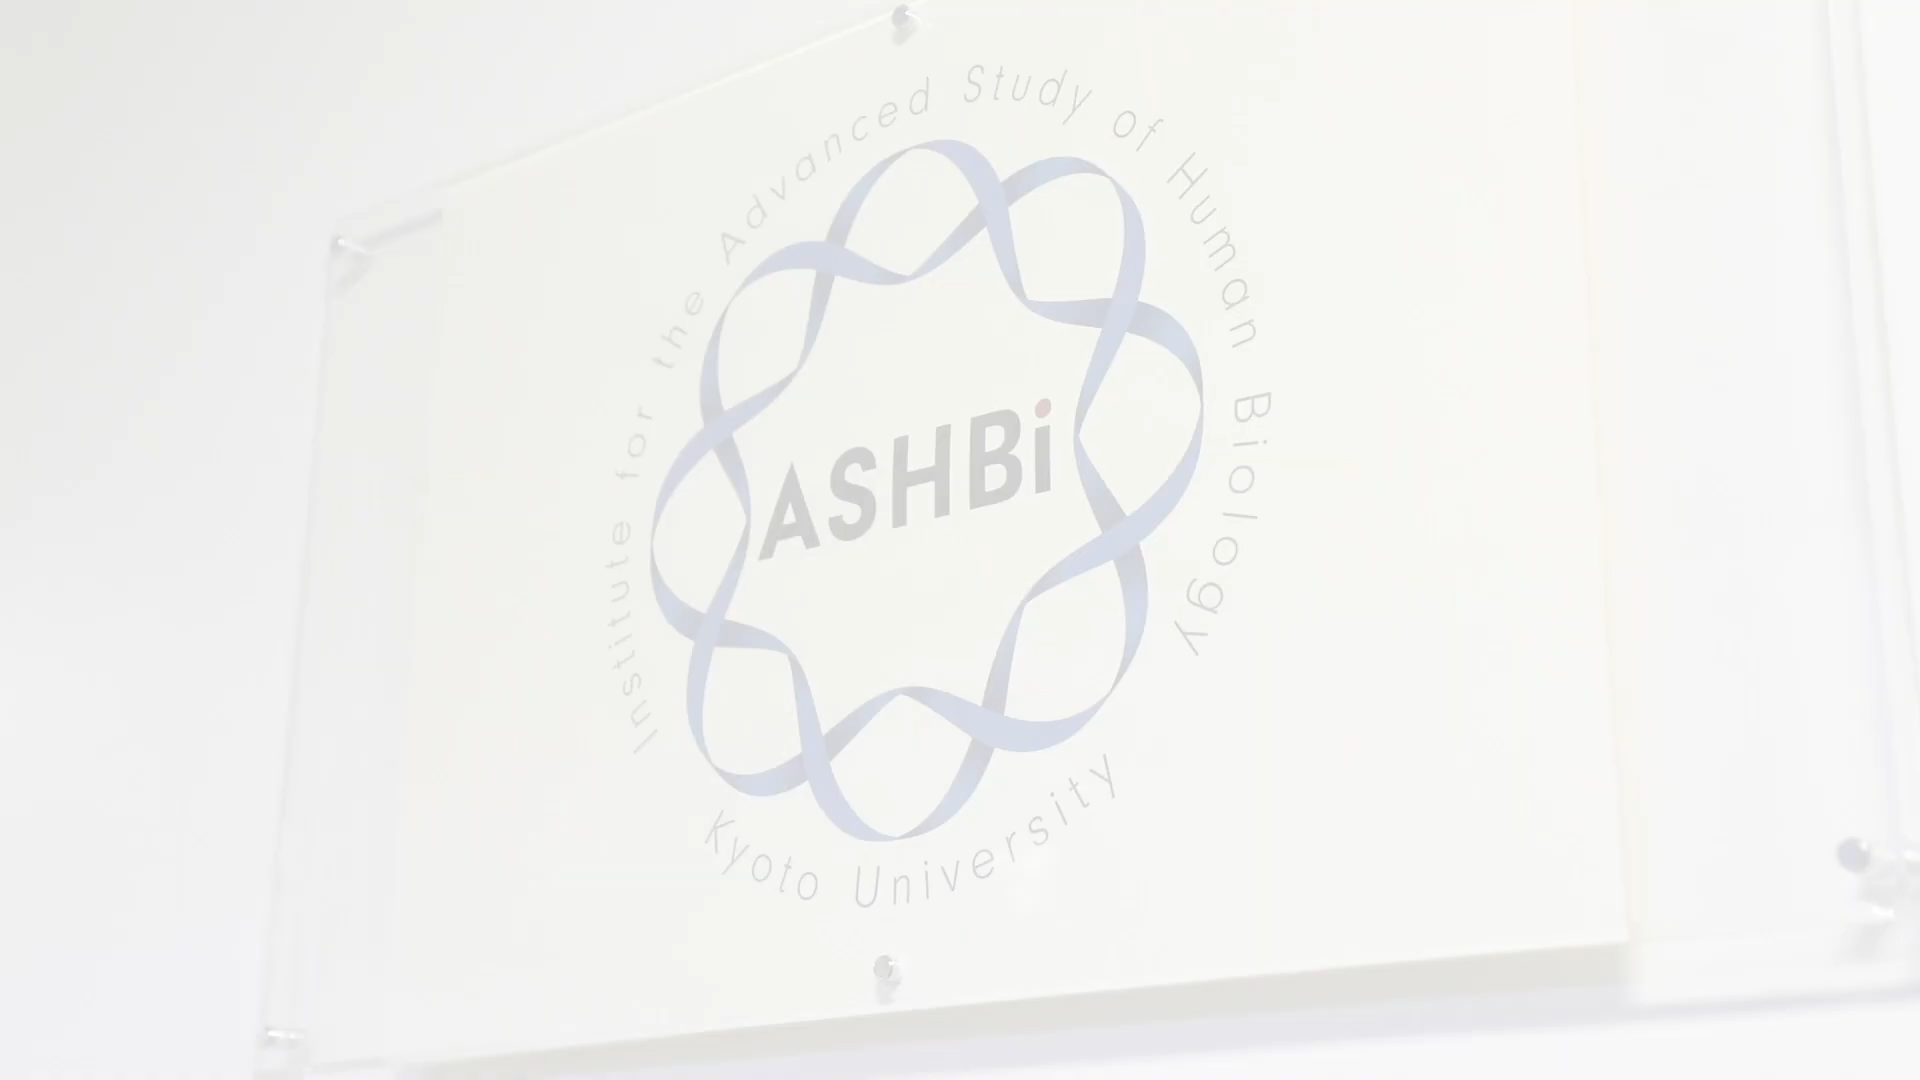 Institute for the Advanced Study of Human Biology
ASHBi
Kyoto University